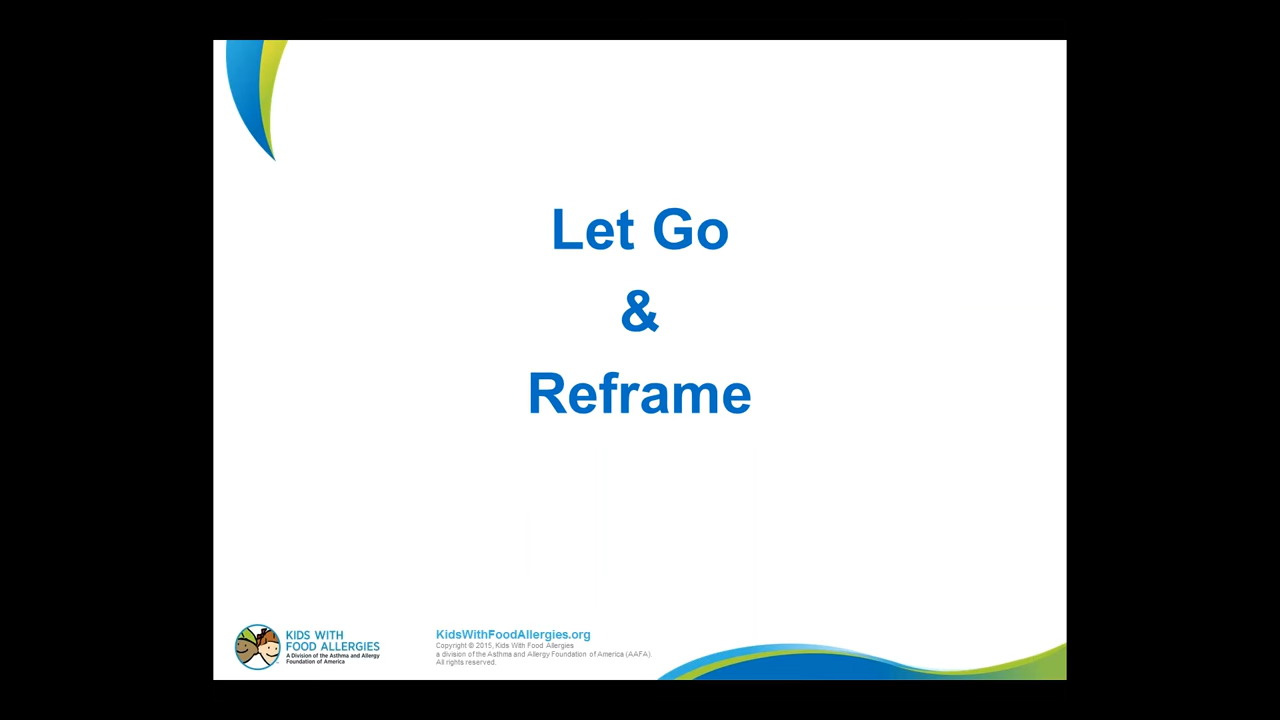 Let Go
&
Reframe
KIDS WITH
FOOD ALLERGIES
A Division of the Asthma and Allergy
Foundation of America
KidsWithFoodAllergies.org
Copyright © 2015, Kids With Food Allergies
a division of the Asthma and Allergy Foundation of America (AAFA).
All rights reserved.